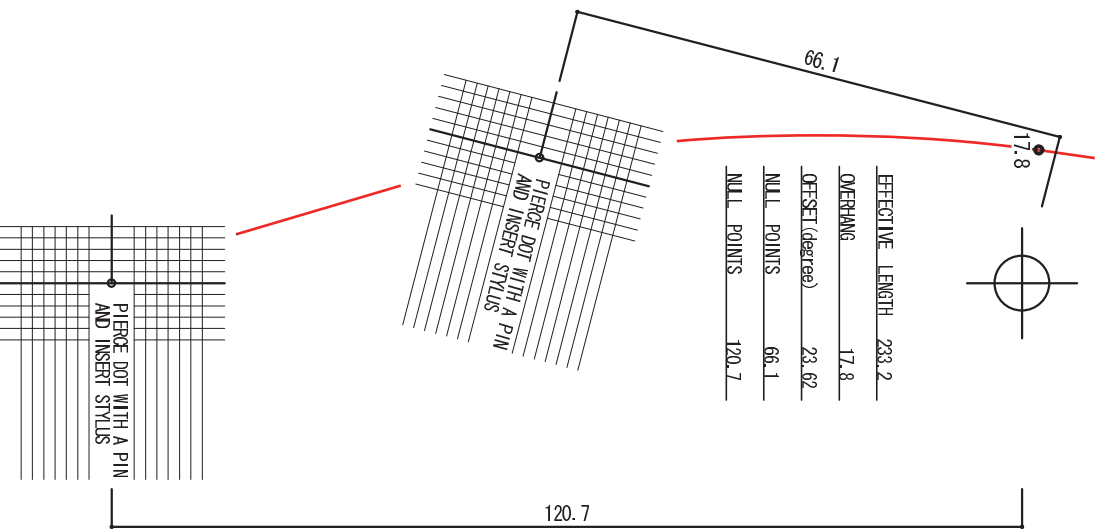 66.1
17.8
EFFECTIVE LENGTH 233.2
OVERHANG 17.8
OFFSET(degree) 23.62
NULL POINTS 66.1
NULL POINTS 120.7
PIERCE DOT WITH A PIN
AND INSERT STYLUS
PIERCE DOT WITH A PIN
AND INSERT STYLUS
120.7